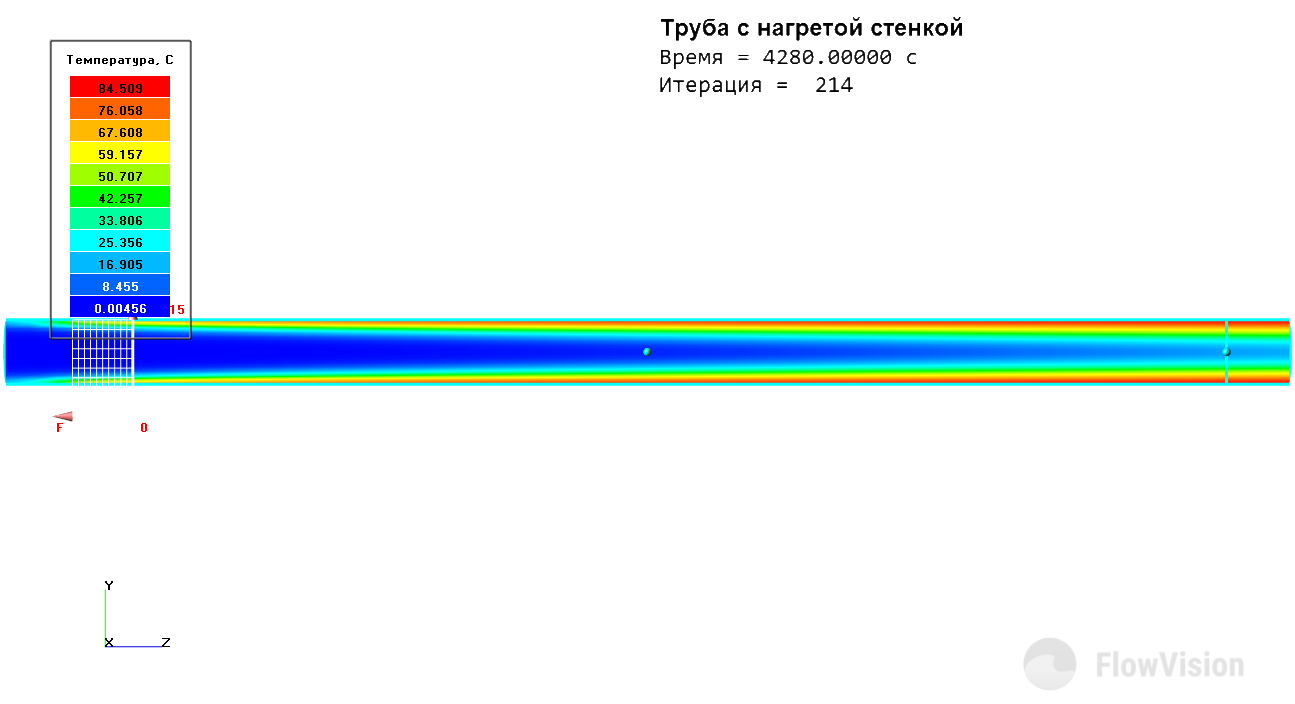 Труба с нагретой стенкой
Время = 4280.00000 с
Итерация = 214
Температура, C
84.509
76.058
67.608
59.157
50.707
42.257
33.806
25.356
16.905
8.455
0.00456
15
F
0
Y
X
Z
FlowVision